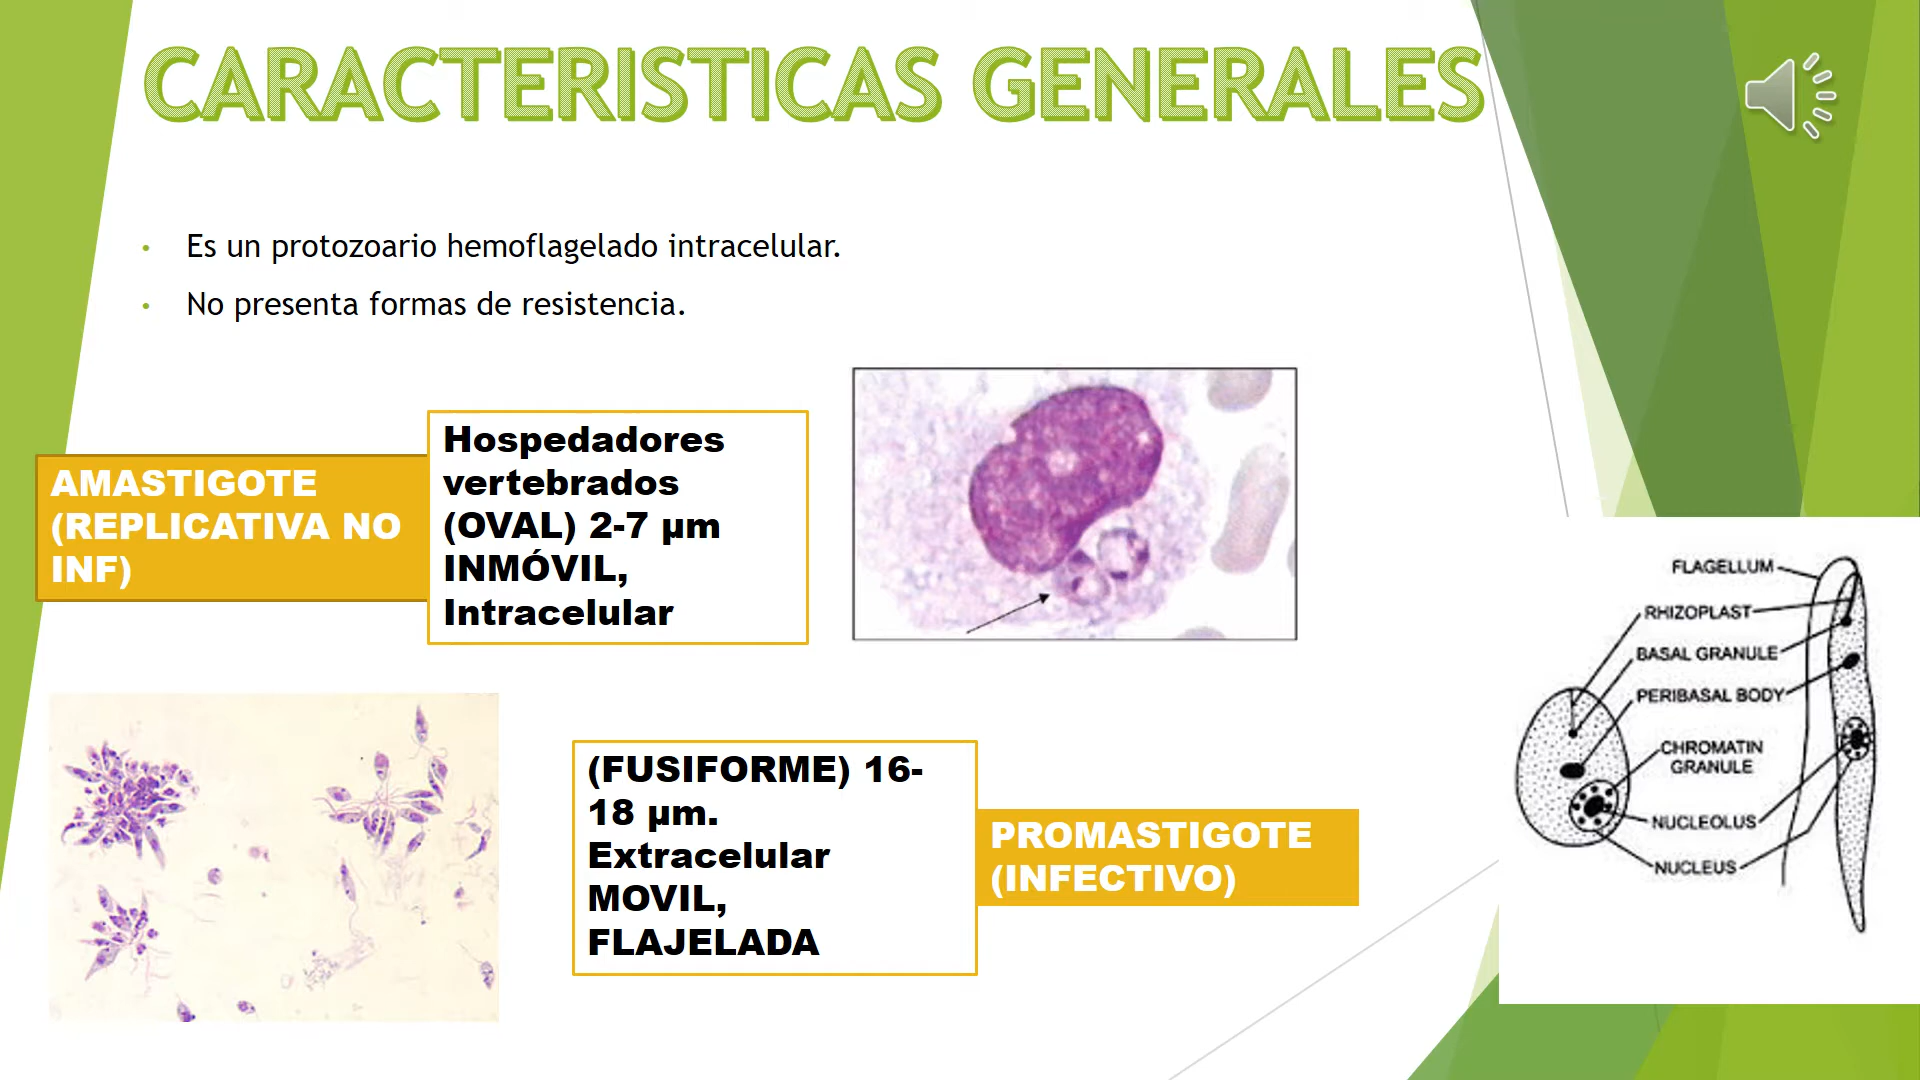 CARACTERISTICAS GENERALES
• Es un protozoario hemoflagelado intracelular.
• No presenta formas de resistencia.
AMASTIGOTE
(REPLICATIVA NO
INF)
Hospedadores
vertebrados
(OVAL) 2-7 µm
INMÓVIL,
Intracelular
(FUSIFORME) 16-
18 µm.
Extracelular
MOVIL,
FLAJELADA
PROMASTIGOTE
(INFECTIVO)
FLAGELLUM
RHIZOPLAST
BASAL GRANULE
PERIBASAL BODY
CHROMATIN
GRANULE
NUCLEOLUS
NUCLEUS